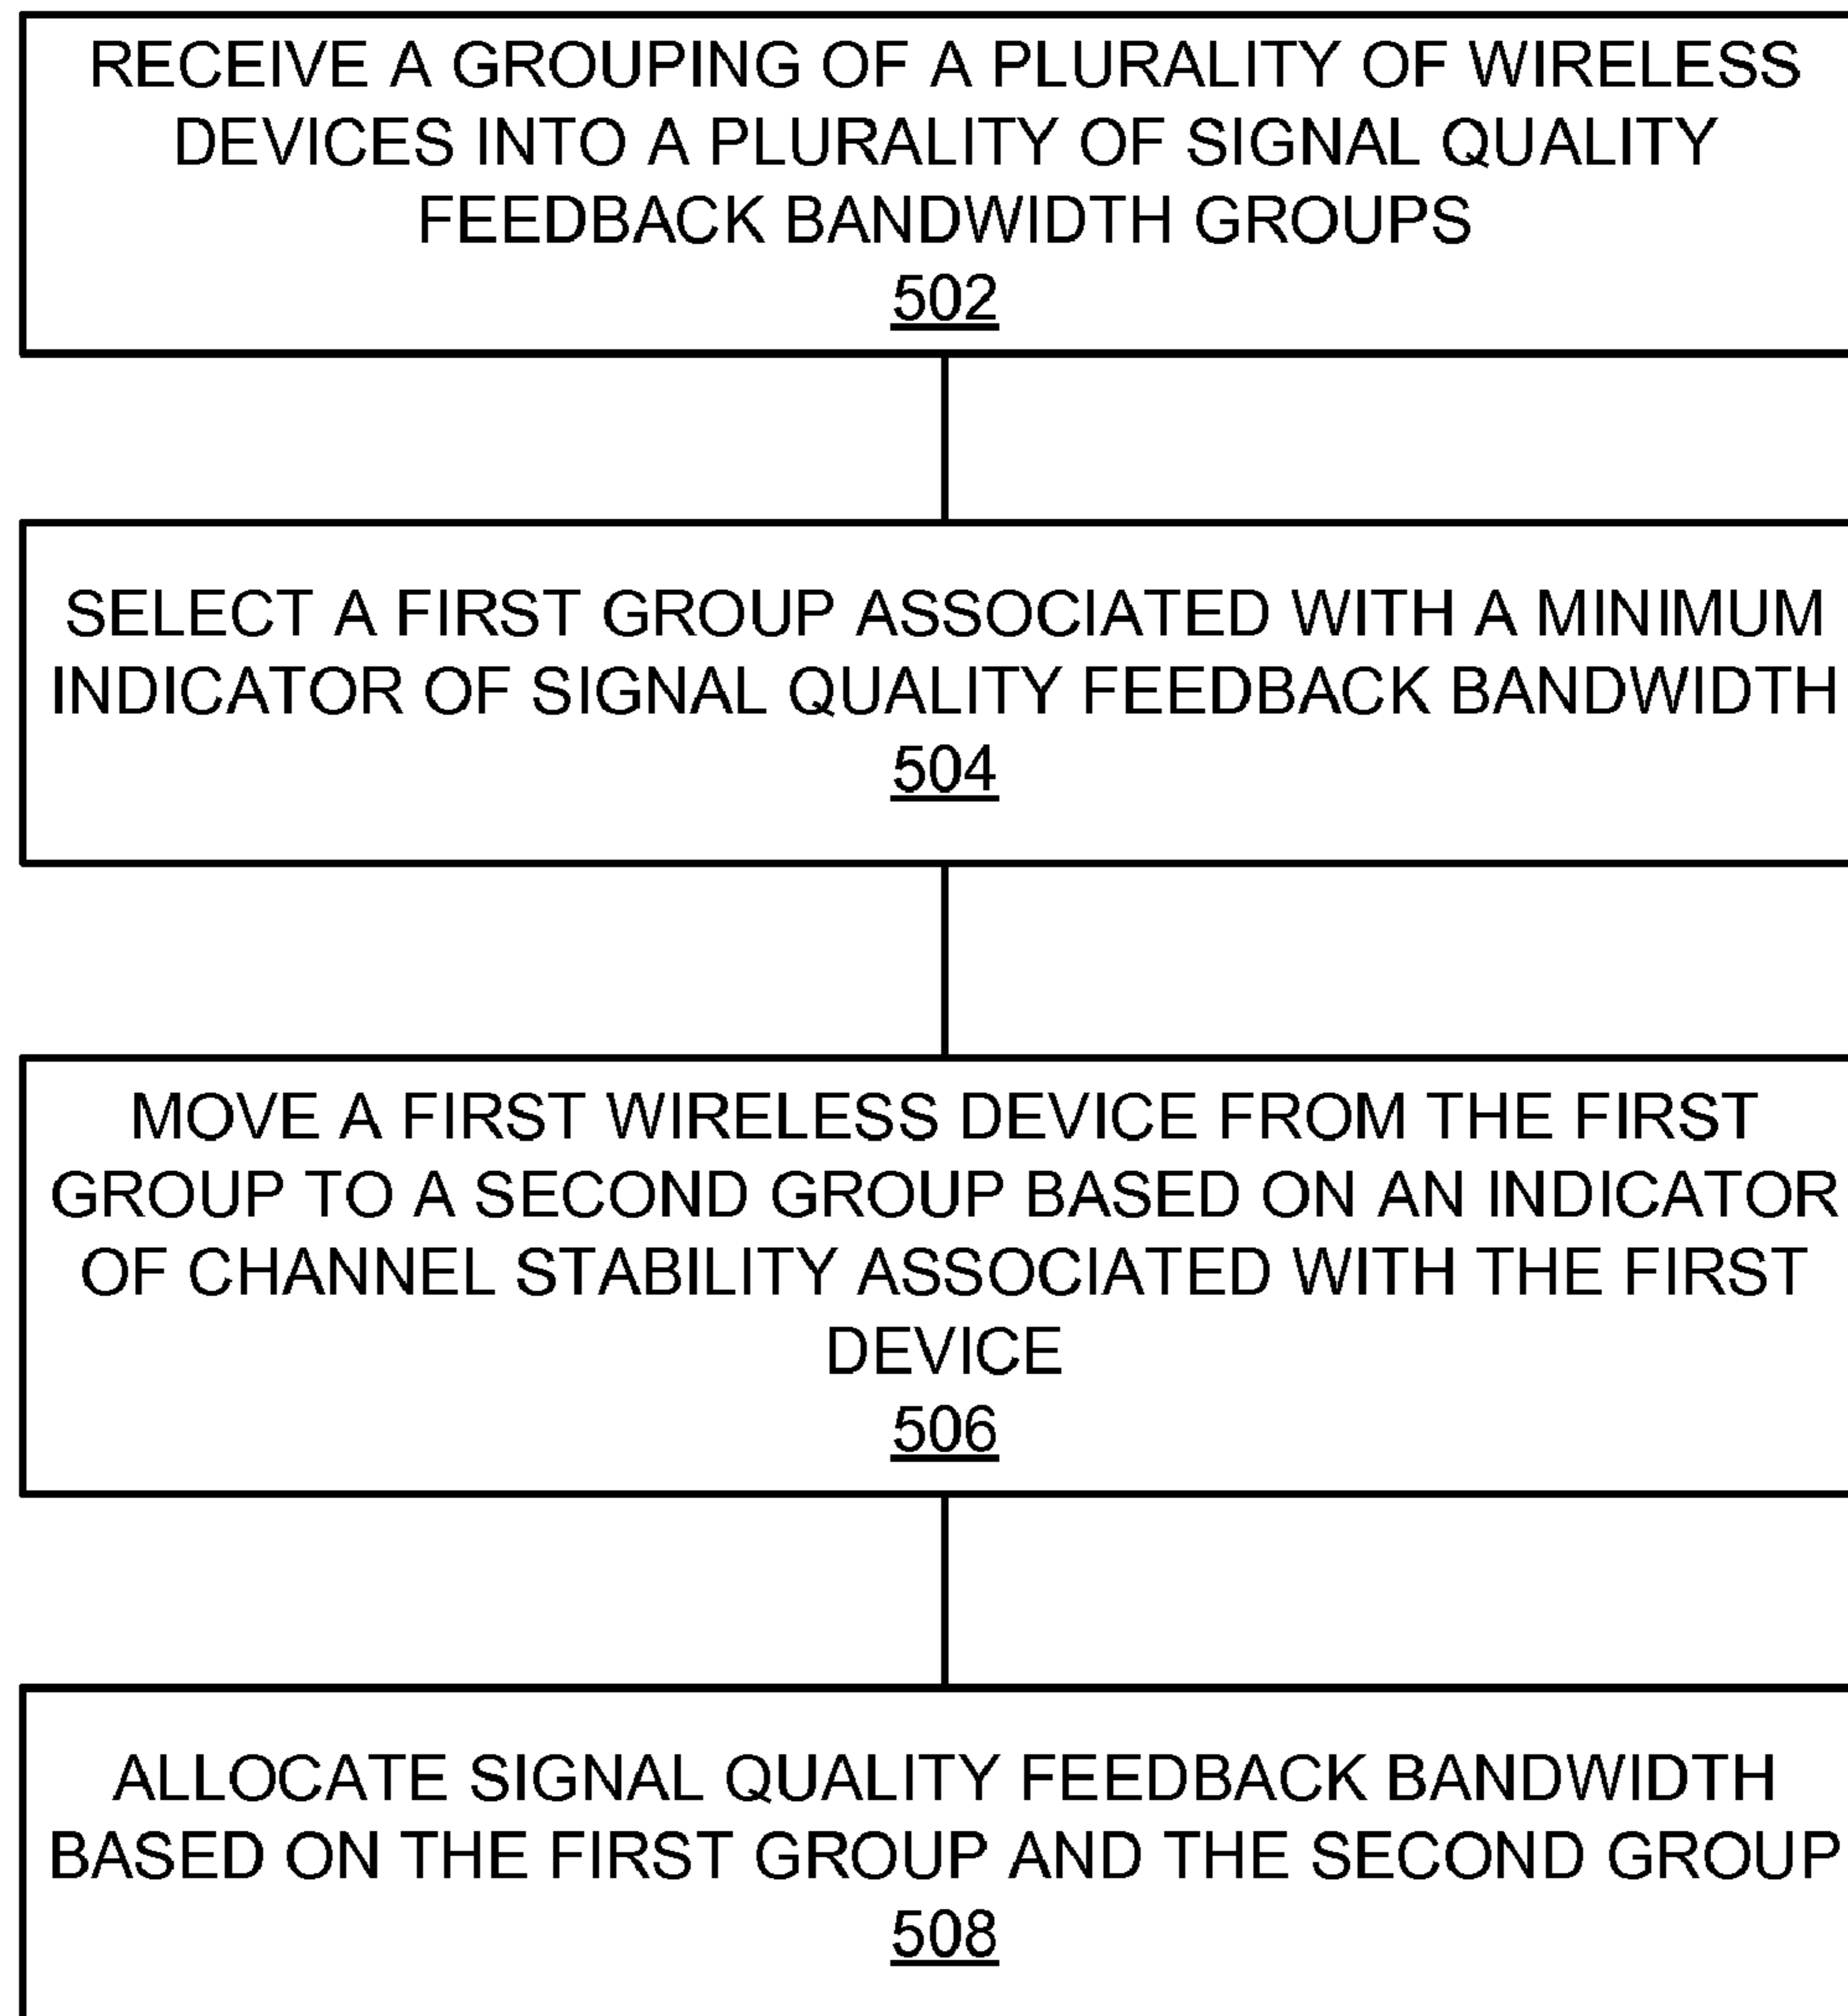 RECEIVE A GROUPING OF A PLURALITY OF WIRELESS
DEVICES INTO A PLURALITY OF SIGNAL QUALITY
FEEDBACK BANDWIDTH GROUPS
502
SELECT A FIRST GROUP ASSOCIATED WITH A MINIMUM
INDICATOR OF SIGNAL QUALITY FEEDBACK BANDWIDTH
504
MOVE A FIRST WIRELESS DEVICE FROM THE FIRST
GROUP TO A SECOND GROUP BASED ON AN INDICATOR
OF CHANNEL STABILITY ASSOCIATED WITH THE FIRST
DEVICE
506
ALLOCATE SIGNAL QUALITY FEEDBACK BANDWIDTH
BASED ON THE FIRST GROUP AND THE SECOND GROUP
508